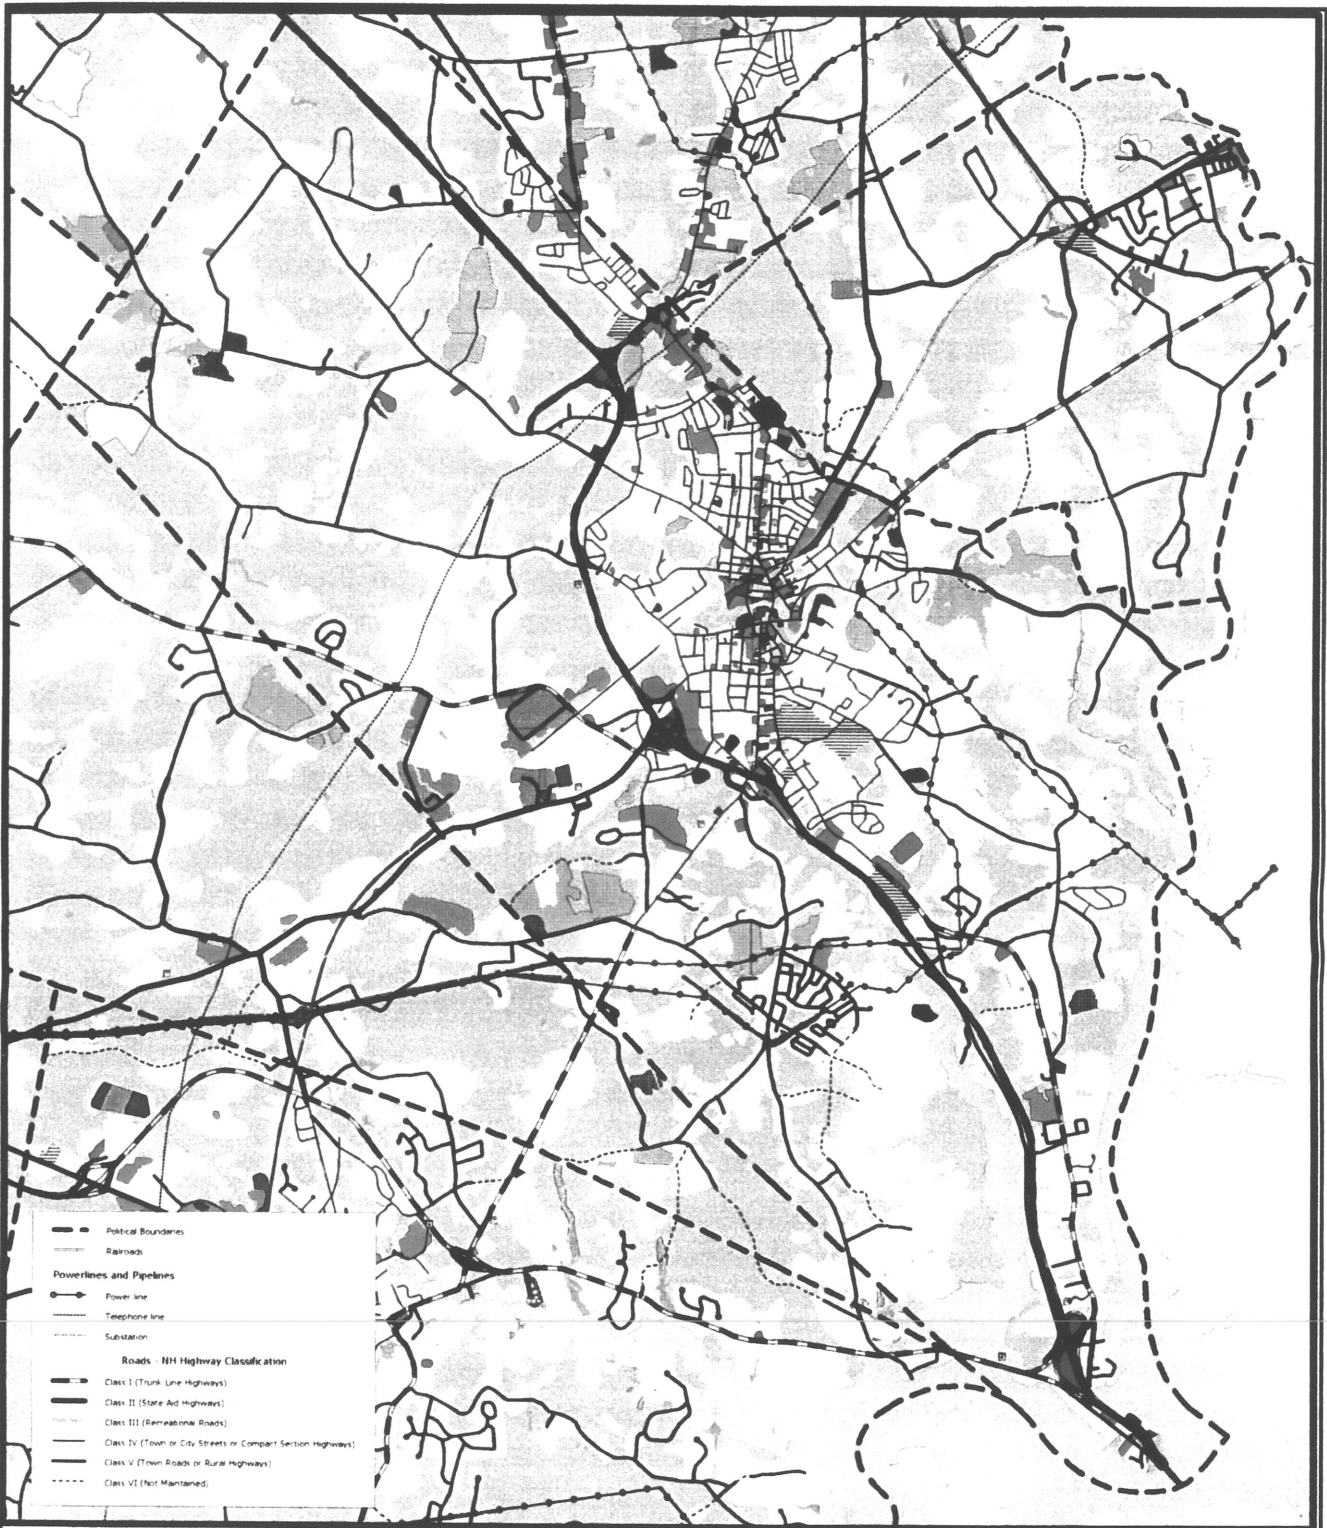 Political Boundaries
Railroads
Powerlines and Pipelines
Power line
Telephone line
Substation
Roads - NH Highway Classification
Class I (Trunk Line Highways)
Class II (State Aid Highways)
Class III (Recreational Roads)
Class IV (Town or City Streets or Compact Section Highways)
Class V (Town Roads or Rural Highways)
Class VI (Not Maintained)